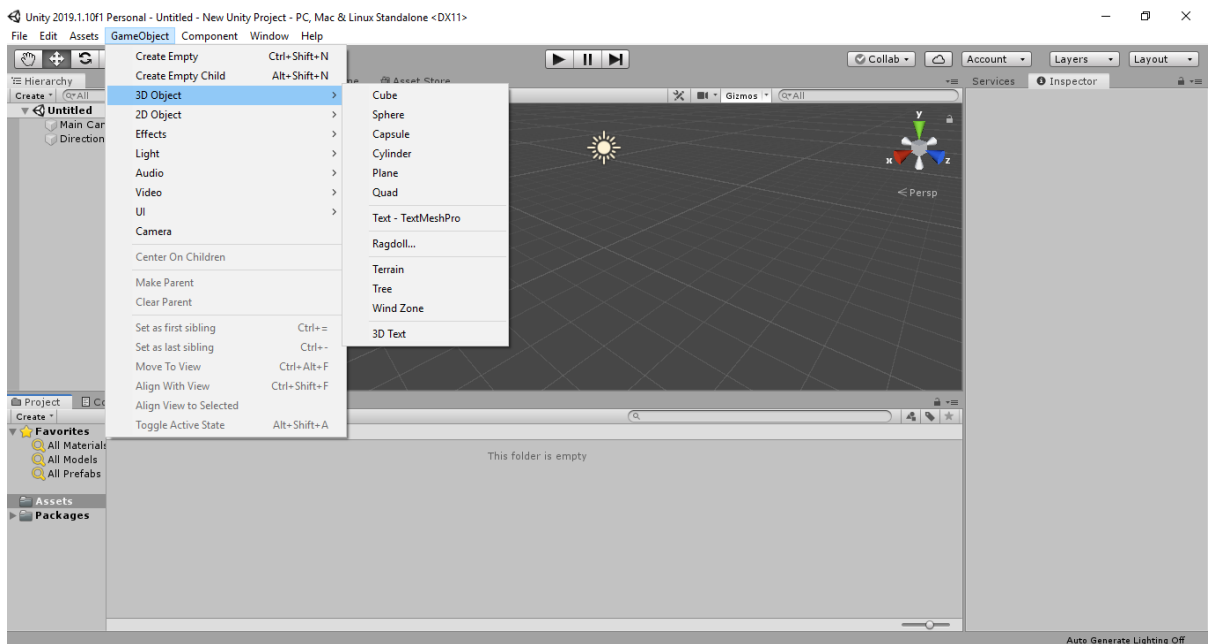 Unity 2019.1.10f1 Personal - Untitled - New Unity Project - PC, Mac & Linux Standalone <DX11>
File Edit Assets GameObject Component Window Help
Collab Account Layers Layout
Hierarchy
Asset Store
Services Inspector
Create All
Gizmos All
Untitled
Main
Create Empty Ctrl+Shift+N
Create Empty Child Alt+Shift+N
3D Object
2D Object
Effects
Light
Audio
Video
UI
Camera
Center On Children
Make Parent
Clear Parent
Set as first sibling Ctrl+=
Set as last sibling Ctrl+-
Move To View Ctrl+Alt+F
Align With View Ctrl+Shift+F
Align View to Selected
Toggle Active State Alt+Shift+A
Cube
Sphere
Capsule
Cylinder
Plane
Quad
Text - TextMeshPro
Ragdoll...
Terrain
Tree
Wind Zone
3D Text
y
x z
Persp
Project
Create
Favorites
All Materials
All Models
All Prefabs
Assets
Packages
This folder is empty
Auto Generate Lighting Off